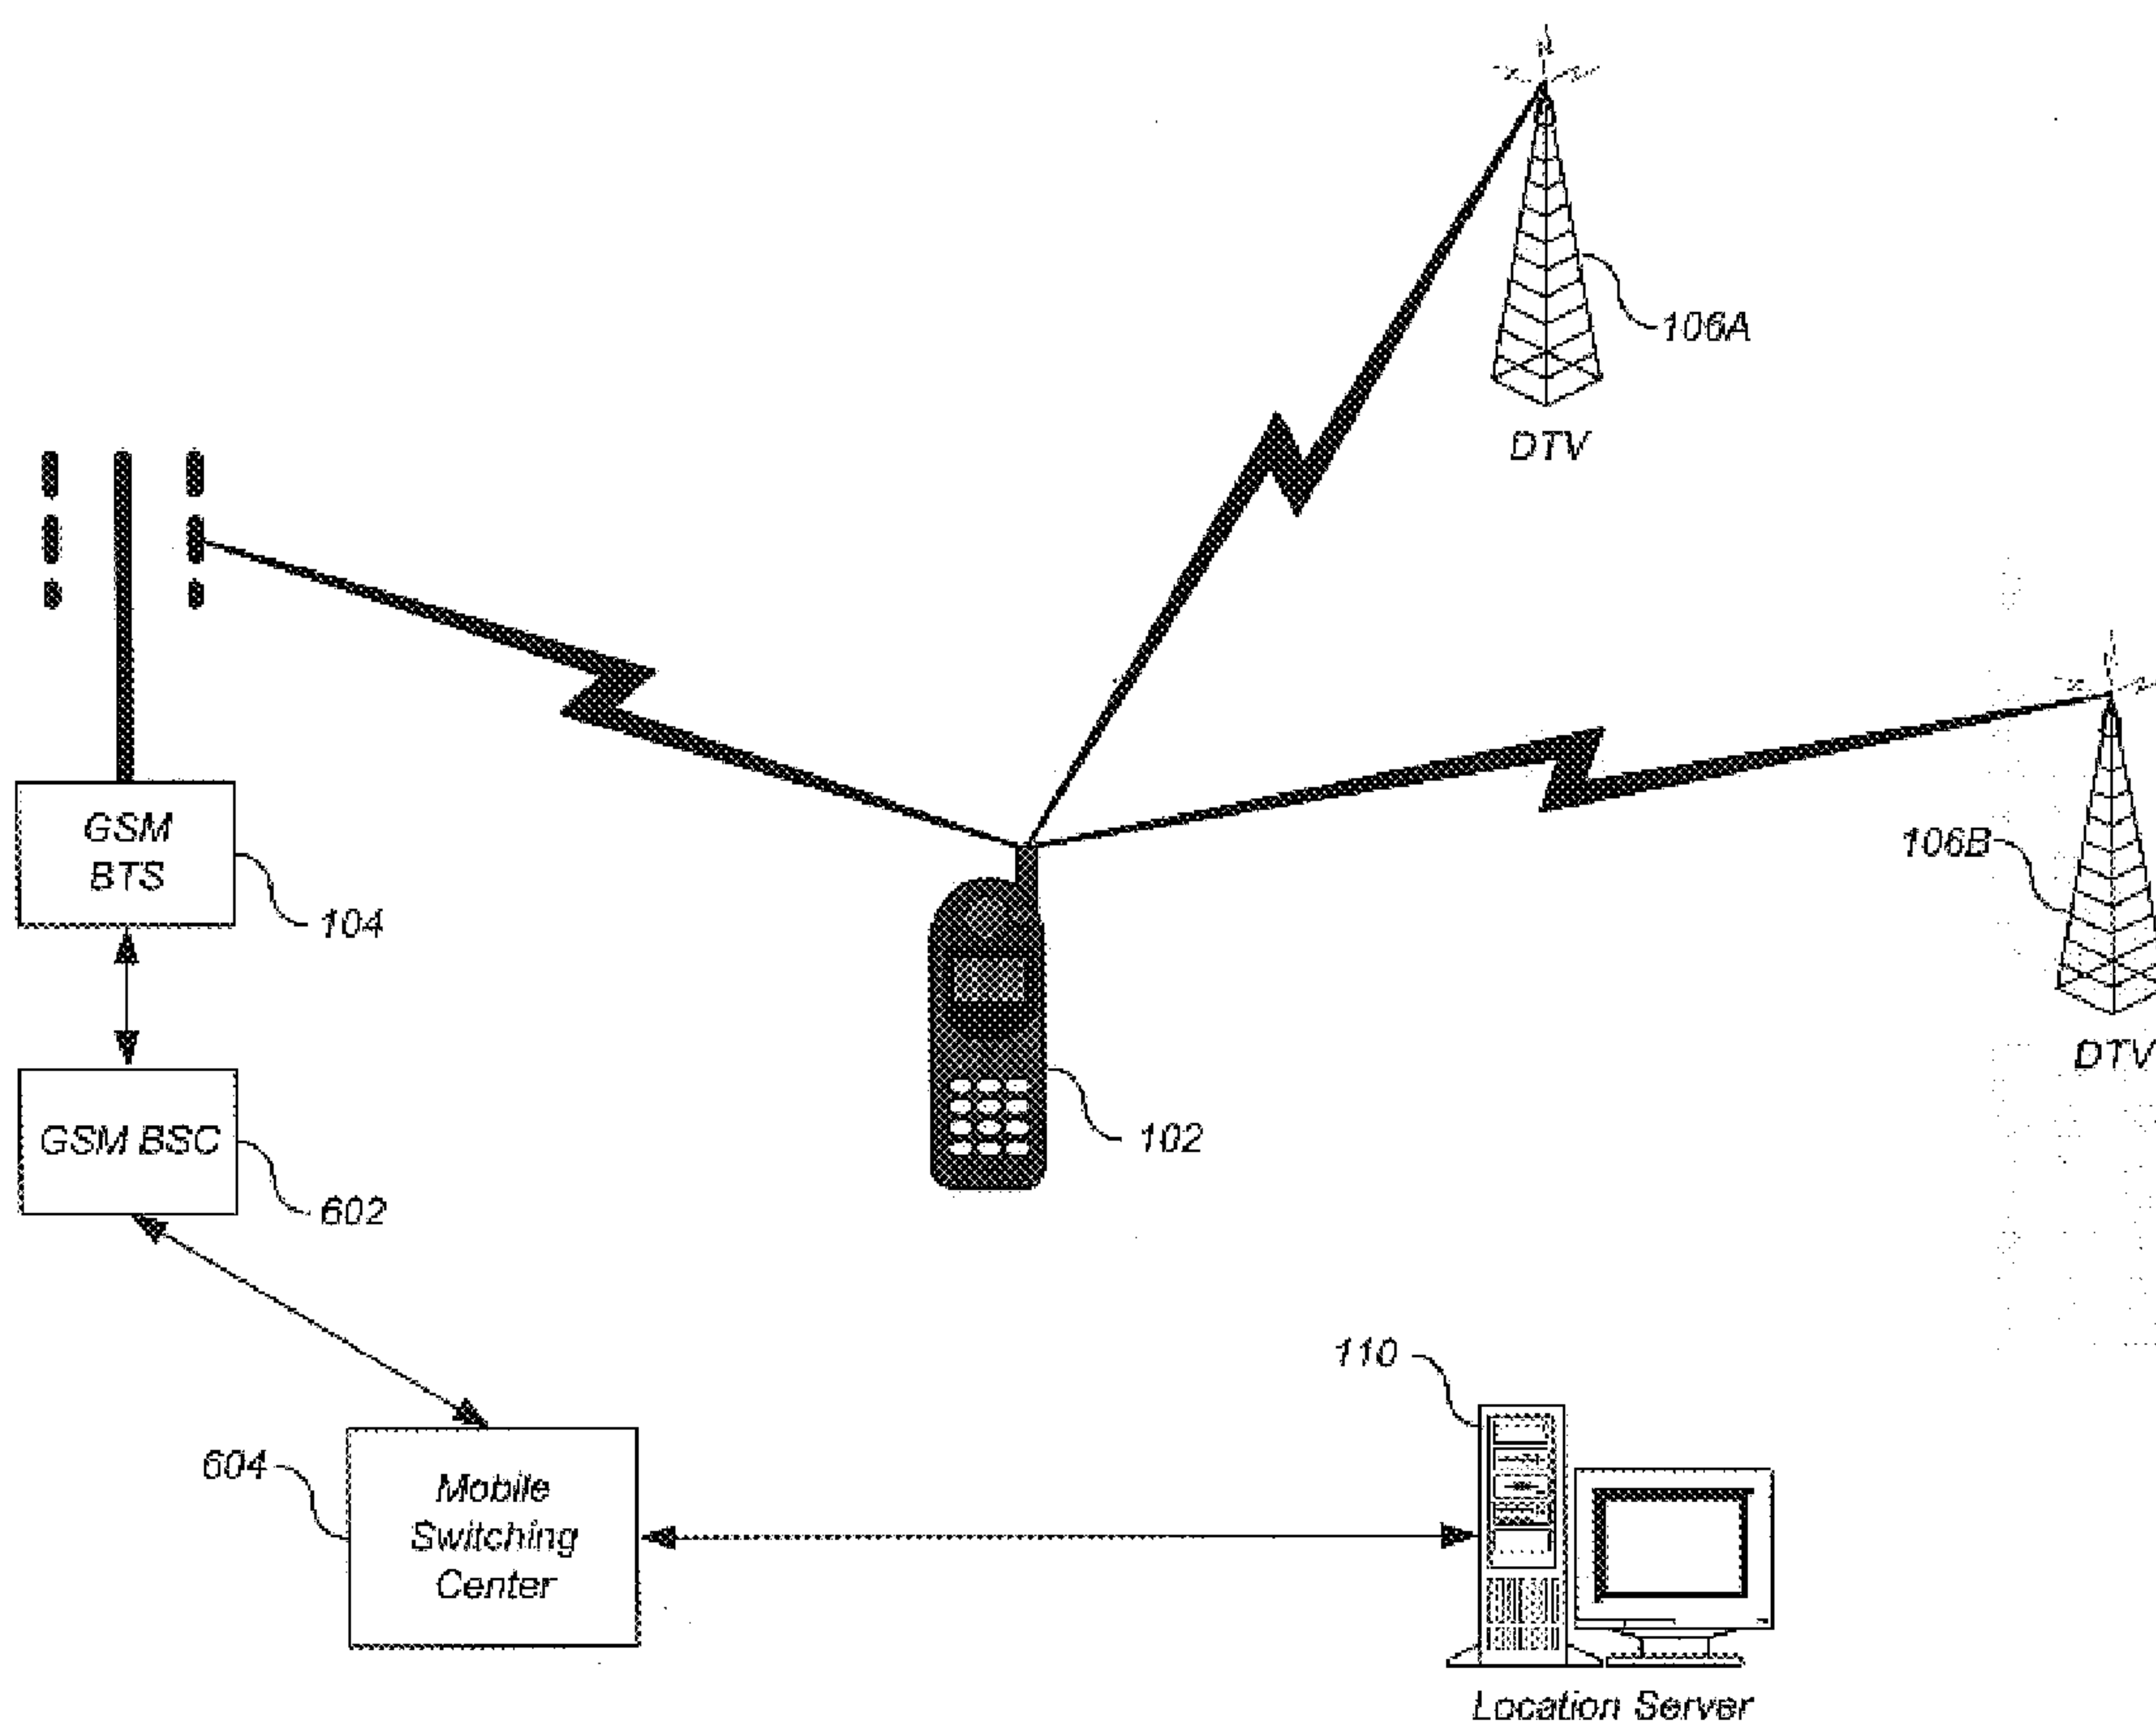 106A
DTV
GSM
BTS
104
106B
DTV
GSM BSC
602
102
110
604
Mobile
Switching
Center
Location Server